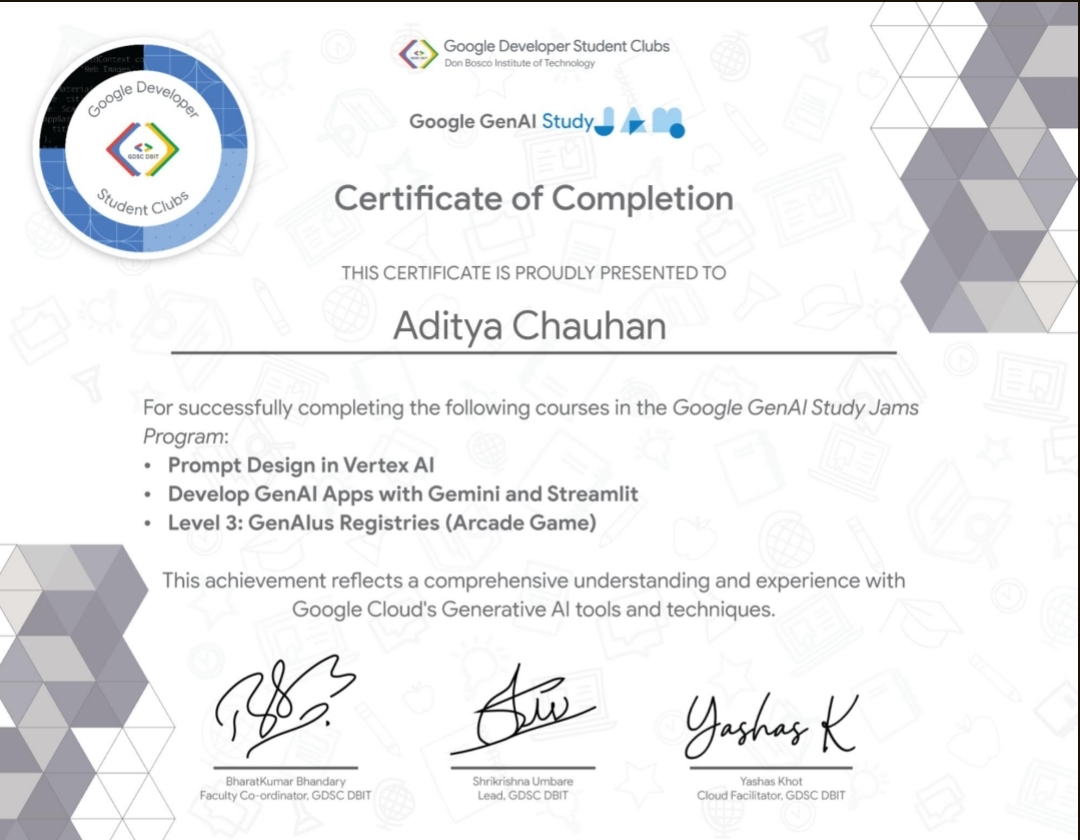 Google Developer Student Clubs
Don Bosco Institute of Technology
Google Developer
GDSC DBIT
Student Clubs
Google GenAI Study JAM
Certificate of Completion
THIS CERTIFICATE IS PROUDLY PRESENTED TO
Aditya Chauhan
For successfully completing the following courses in the Google GenAI Study Jams
Program:
• Prompt Design in Vertex AI
• Develop GenAI Apps with Gemini and Streamlit
• Level 3: GenAIus Registries (Arcade Game)
This achievement reflects a comprehensive understanding and experience with
Google Cloud's Generative AI tools and techniques.
Yashas K
BharatKumar Bhandary
Faculty Co-ordinator, GDSC DBIT
Shrikrishna Umbare
Lead, GDSC DBIT
Yashas Khot
Cloud Facilitator, GDSC DBIT